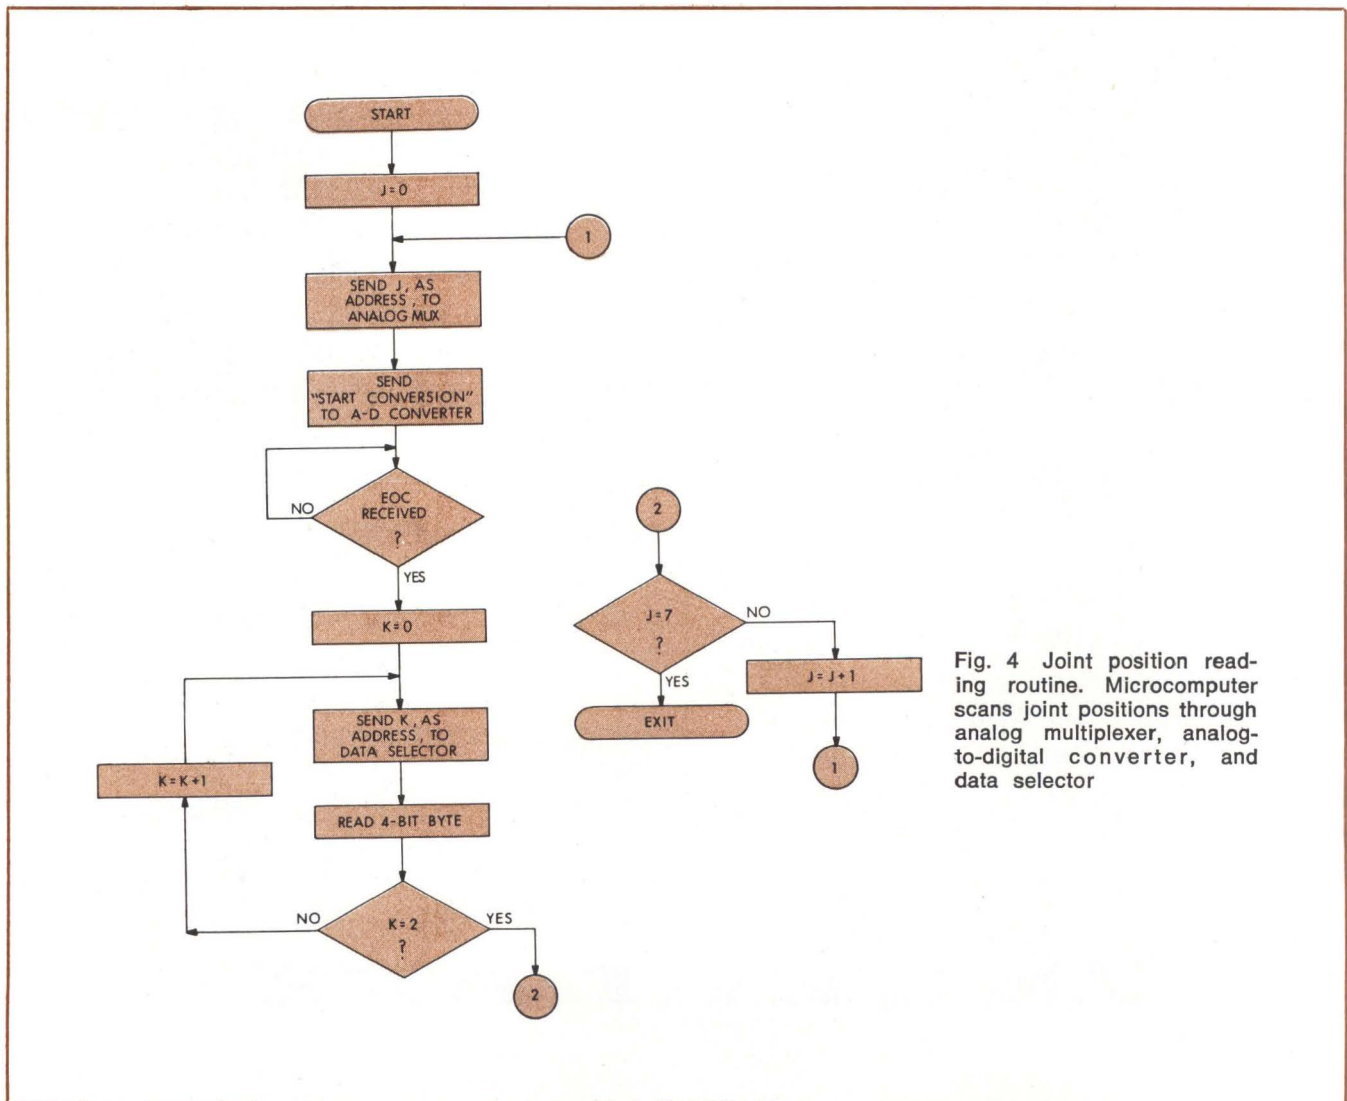 START
J=0
1
SEND J, AS
ADDRESS, TO
ANALOG MUX
SEND
"START CONVERSION"
TO A-D CONVERTER
EOC
RECEIVED
?
NO
YES
K=0
SEND K, AS
ADDRESS, TO
DATA SELECTOR
K=K+1
READ 4-BIT BYTE
K=2
?
NO
YES
2
2
J=7
?
NO
YES
J=J+1
EXIT
1
Fig. 4 Joint position read-
ing routine. Microcomputer
scans joint positions through
analog multiplexer, analog-
to-digital converter, and
data selector